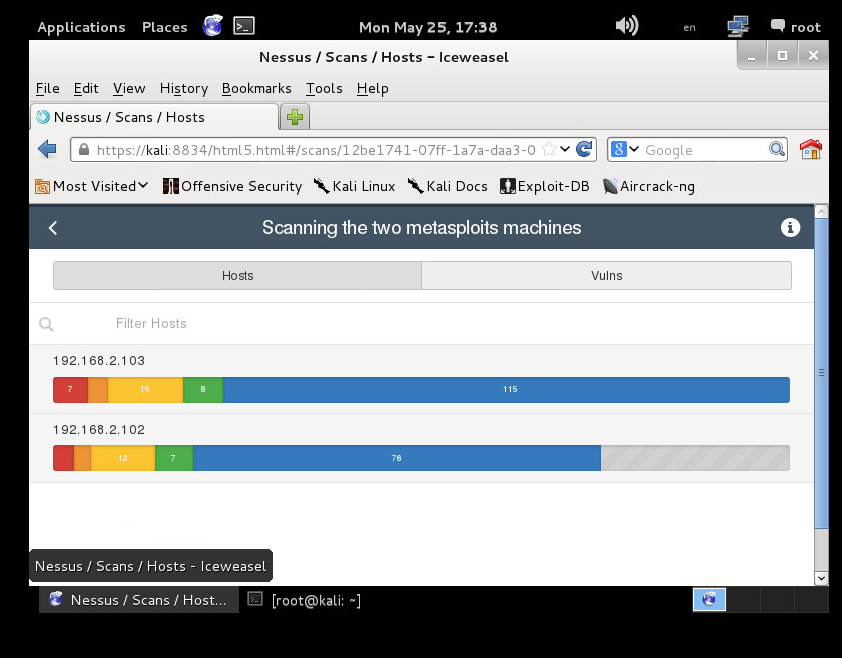 Applications Places Mon May 25, 17:38 en root
Nessus / Scans / Hosts - Iceweasel
File Edit View History Bookmarks Tools Help
Nessus / Scans / Hosts
https://kali:8834/html5.html#/scans/12be1741-07ff-1a7a-daa3-0 Google
Most Visited Offensive Security Kali Linux Kali Docs Exploit-DB Aircrack-ng
Scanning the two metasploits machines
Hosts Vulns
Filter Hosts
192.168.2.103
7 15 8 115
192.168.2.102
12 7 76
Nessus / Scans / Hosts - Iceweasel
Nessus / Scans / Host... [root@kali: ~]